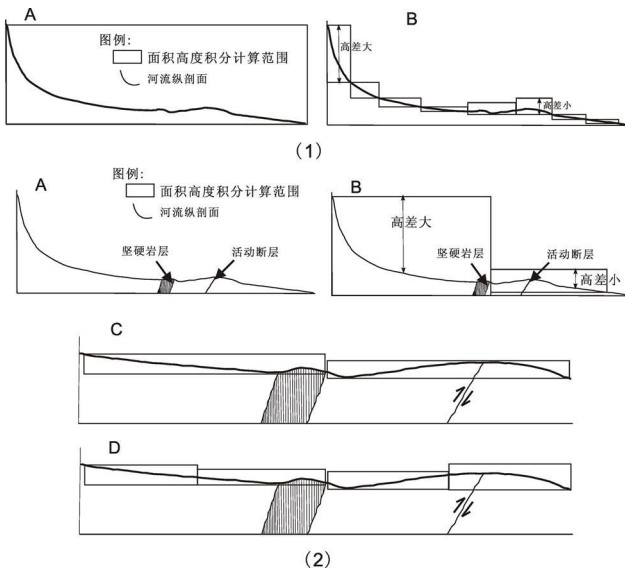 A
图例:
面积高度积分计算范围
河流纵剖面
B
高差大
高差小
(1)
A
图例:
面积高度积分计算范围
河流纵剖面
坚硬岩层
活动断层
B
高差大
坚硬岩层
活动断层
高差小
C
D
(2)